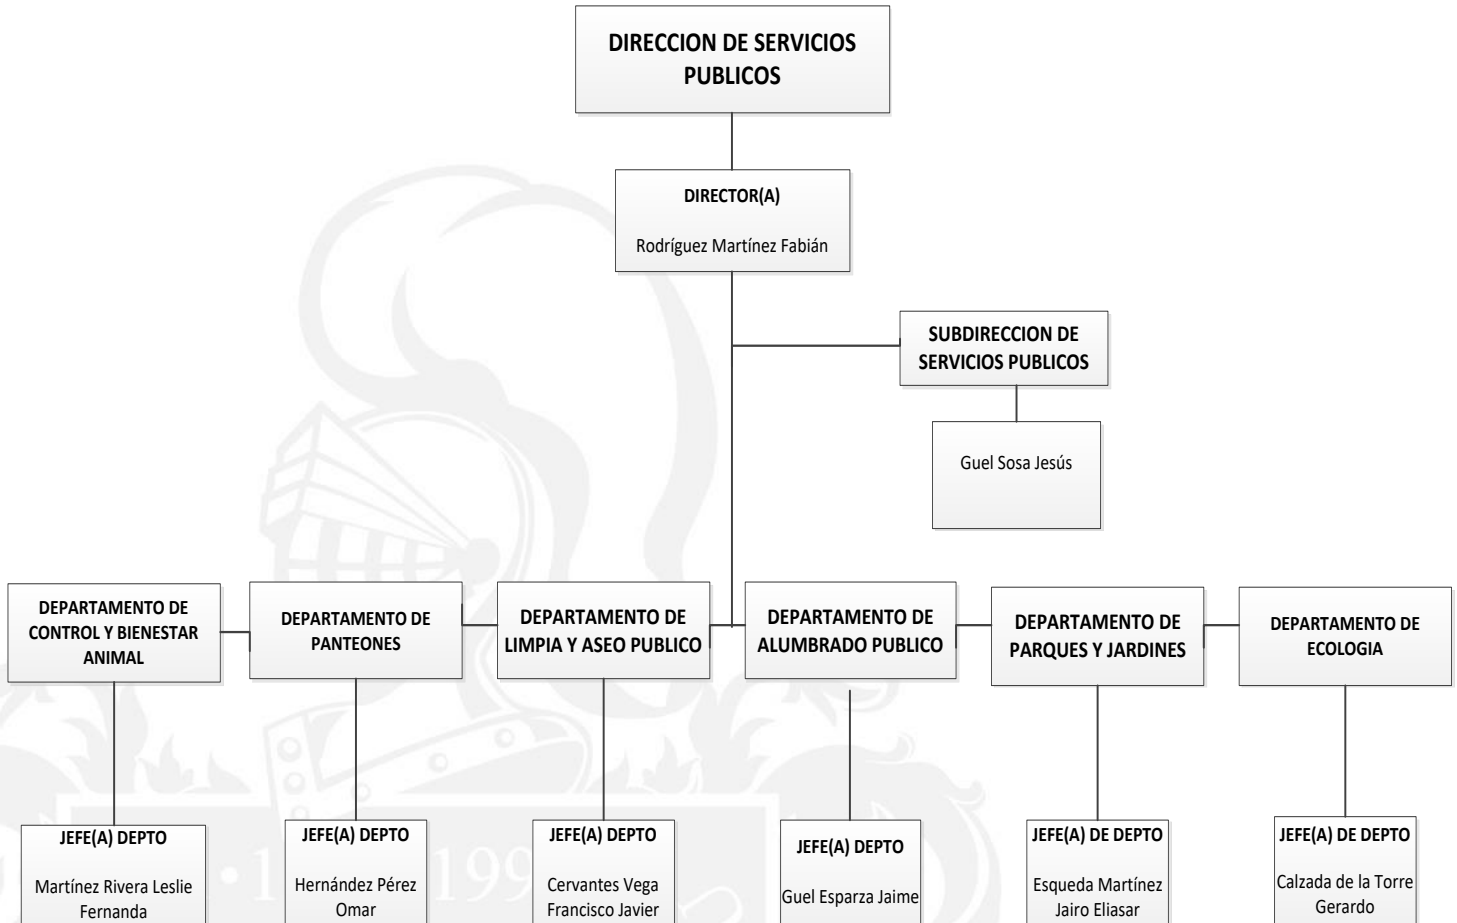 DIRECCION DE SERVICIOS
PUBLICOS
DIRECTOR(A)
Rodríguez Martínez Fabián
SUBDIRECCION DE
SERVICIOS PUBLICOS
Guel Sosa Jesús
DEPARTAMENTO DE
CONTROL Y BIENESTAR
ANIMAL
DEPARTAMENTO DE
PANTEONES
DEPARTAMENTO DE
LIMPIA Y ASEO PUBLICO
DEPARTAMENTO DE
ALUMBRADO PUBLICO
DEPARTAMENTO DE
PARQUES Y JARDINES
DEPARTAMENTO DE
ECOLOGIA
JEFE(A) DEPTO
Martínez Rivera Leslie
Fernanda
JEFE(A) DEPTO
Hernández Pérez
Omar
JEFE(A) DEPTO
Cervantes Vega
Francisco Javier
JEFE(A) DEPTO
Guel Esparza Jaime
JEFE(A) DE DEPTO
Esqueda Martínez
Jairo Eliasar
JEFE(A) DE DEPTO
Calzada de la Torre
Gerardo